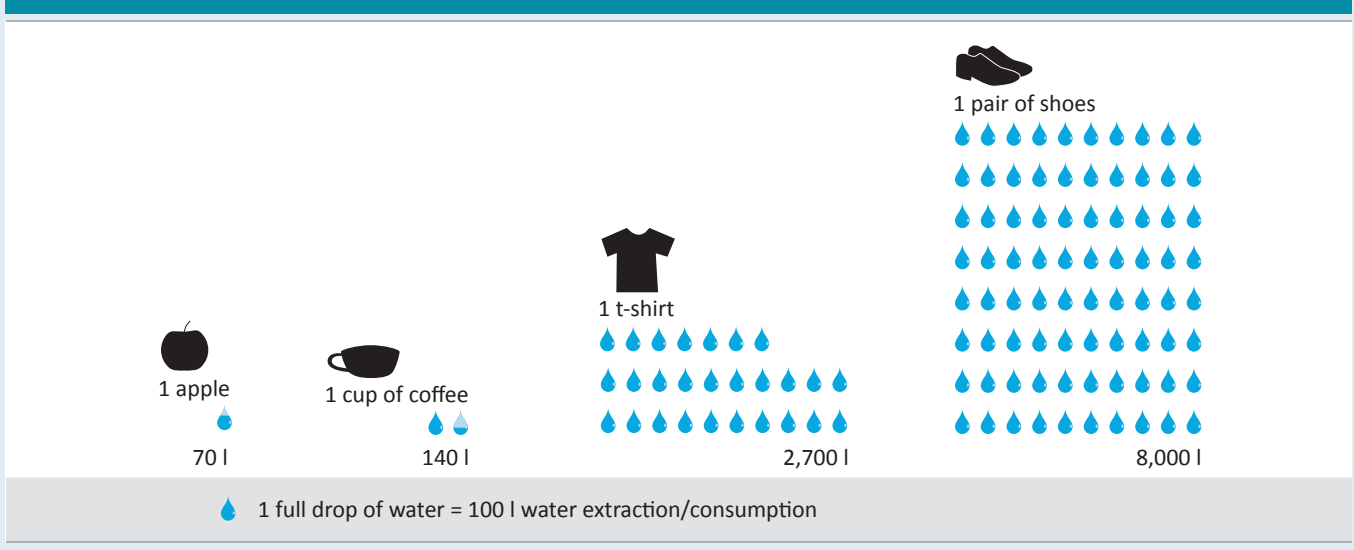 1 pair of shoes
1 t-shirt
1 apple
1 cup of coffee
70 l
140 l
2,700 l
8,000 l
1 full drop of water = 100 l water extraction/consumption